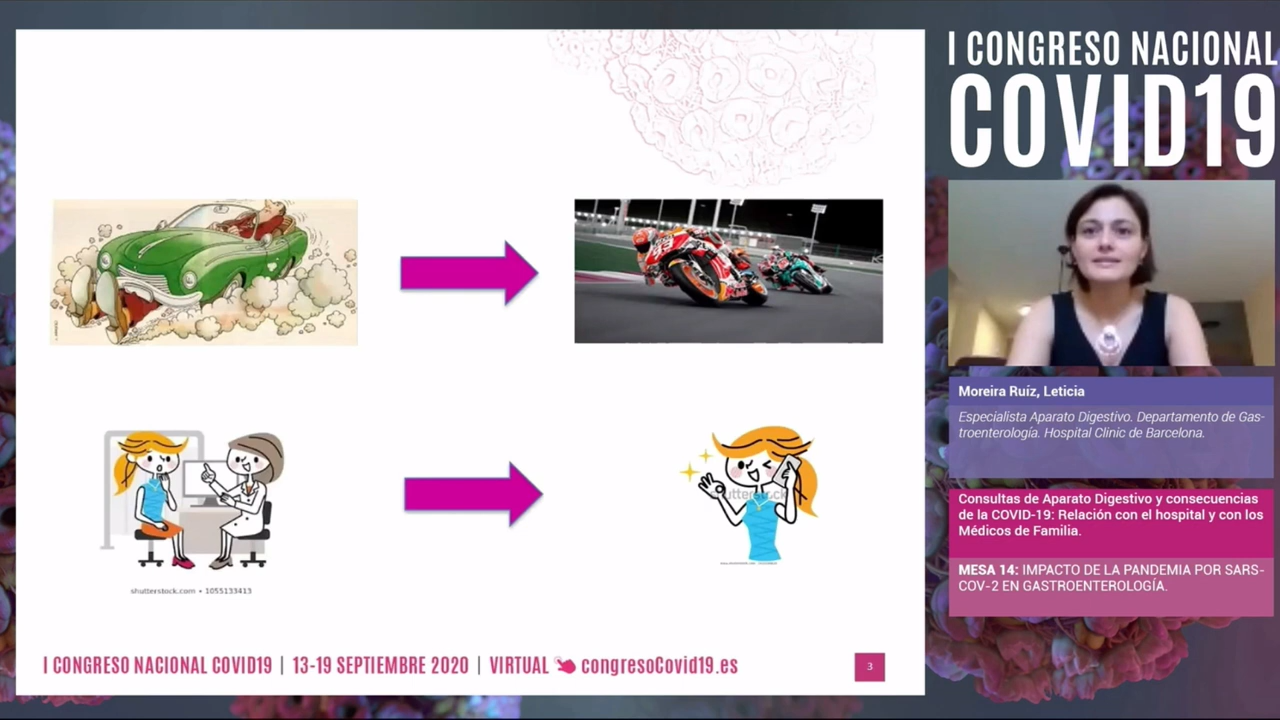 I CONGRESO NACIONAL
COVID19
93
shutterstock
shutterstock.com • 1055133413
Moreira Ruíz, Leticia
Especialista Aparato Digestivo. Departamento de Gas-
troenterología. Hospital Clinic de Barcelona.
Consultas de Aparato Digestivo y consecuencias
de la COVID-19: Relación con el hospital y con los
Médicos de Familia.
MESA 14: IMPACTO DE LA PANDEMIA POR SARS-
COV-2 EN GASTROENTEROLOGÍA.
I CONGRESO NACIONAL COVID19 | 13-19 SEPTIEMBRE 2020 | VIRTUAL congresoCovid19.es
3